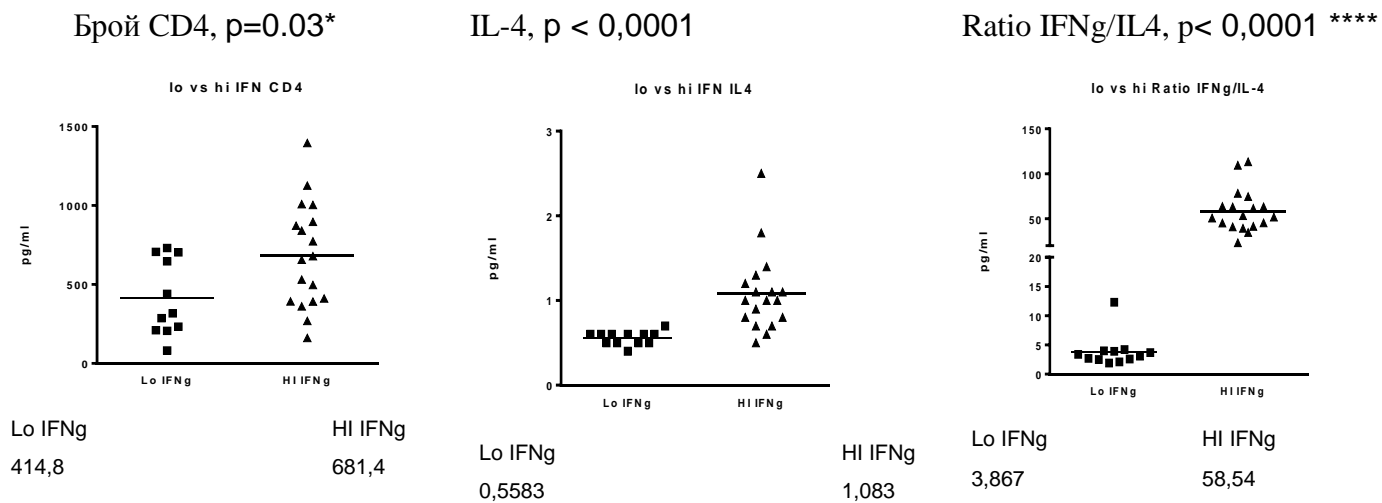 Брой CD4, p=0.03*
IL-4, p < 0,0001
Ratio IFNg/IL4, p< 0,0001 ****
lo vs hi IFN CD4
pg/ml
1500
1000
500
0
Lo IFNg
HI IFNg
lo vs hi IFN IL4
pg/ml
3
2
1
0
Lo IFNg
HI IFNg
lo vs hi Ratio IFNg/IL-4
pg/ml
150
100
50
20
15
10
5
0
Lo IFNg
HI IFNg
Lo IFNg HI IFNg
414,8 681,4
Lo IFNg HI IFNg
0,5583 1,083
Lo IFNg HI IFNg
3,867 58,54